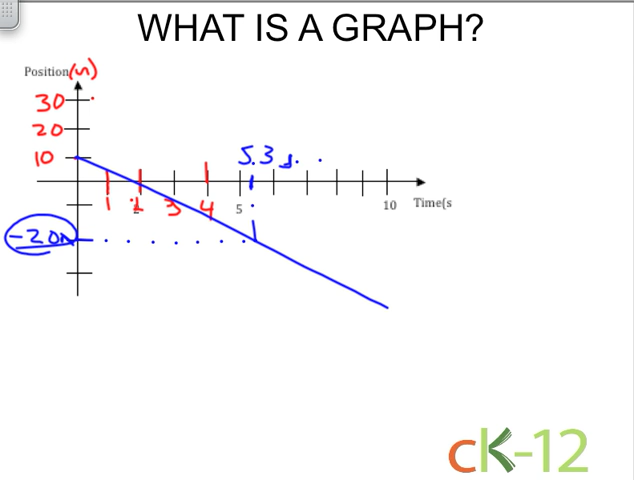 WHAT IS A GRAPH?
Position(m)
30
20
10
5.3 s.
1 2 3 4 5 10 Time(s
-20m
ck-12